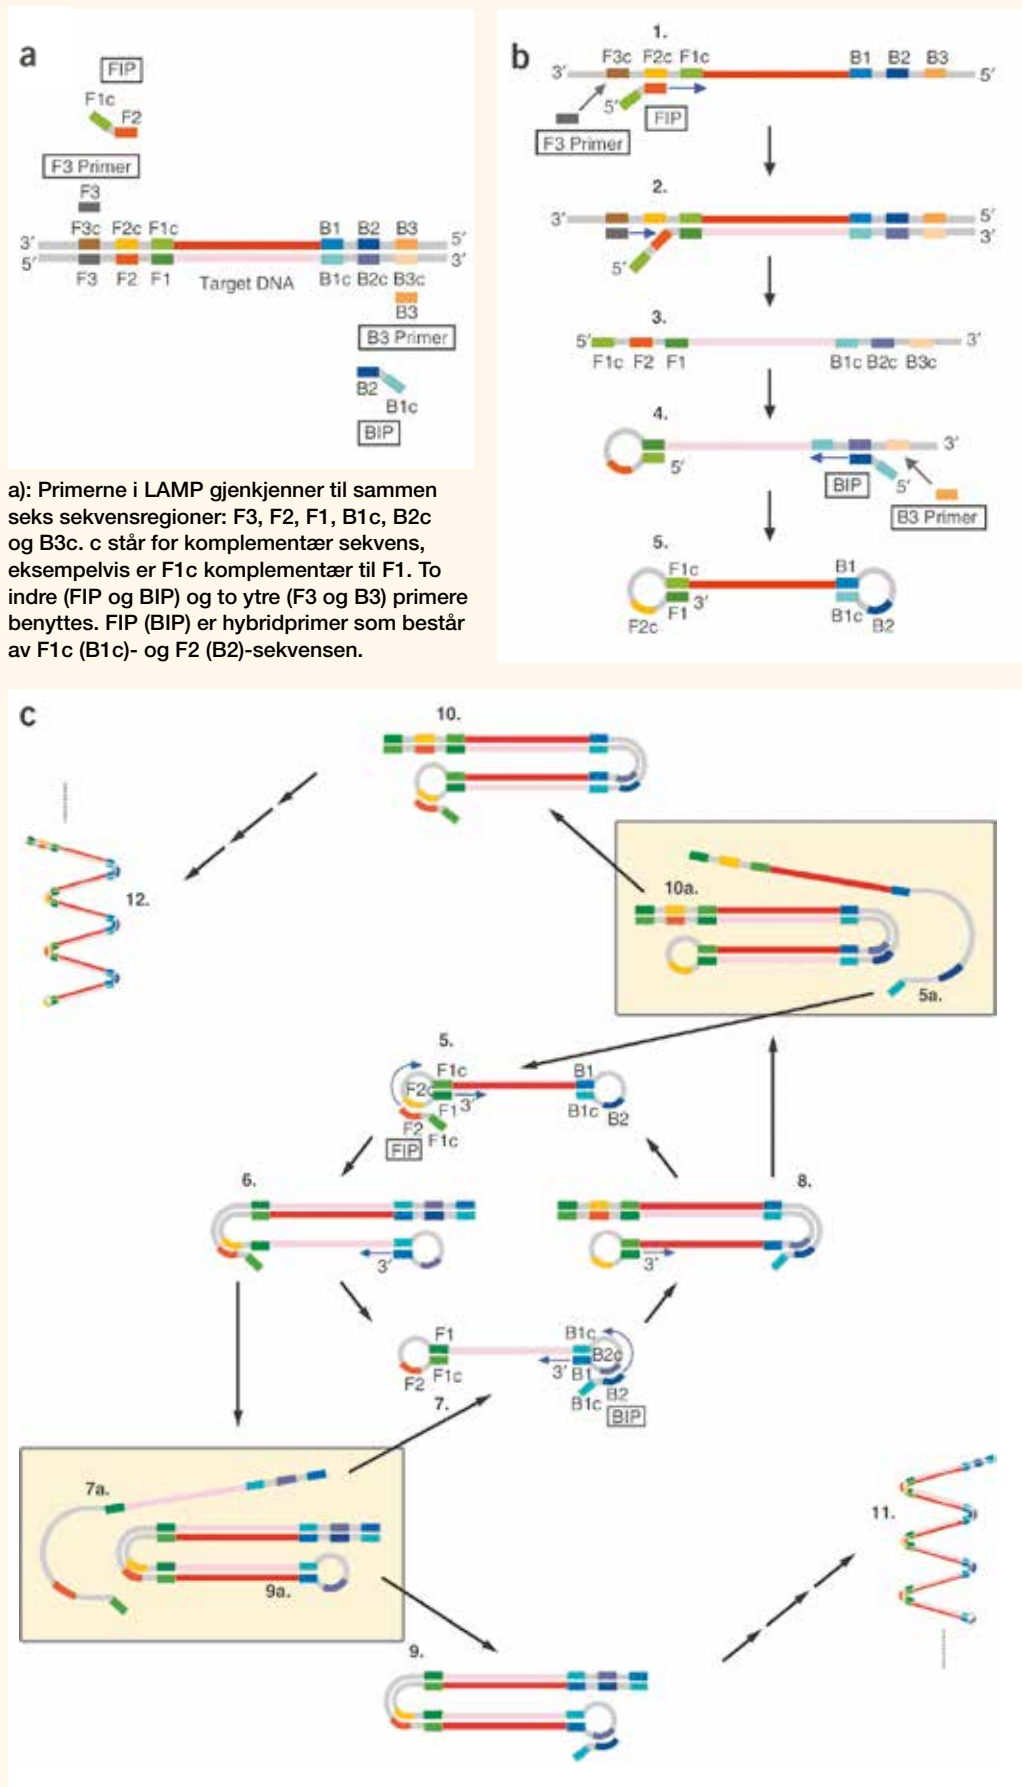 a
FIP
F1c
F2
F3 Primer
F3
F3c F2c F1c B1 B2 B3
3′ 5′
5′ 3′
F3 F2 F1 Target DNA B1c B2c B3c
B3
B3 Primer
B2
B1c
BIP
a): Primerne i LAMP gjenkjenner til sammen
seks sekvensregioner: F3, F2, F1, B1c, B2c
og B3c. c står for komplementær sekvens,
eksempelvis er F1c komplementær til F1. To
indre (FIP og BIP) og to ytre (F3 og B3) primere
benyttes. FIP (BIP) er hybridprimer som består
av F1c (B1c)- og F2 (B2)-sekvensen.
b
1.
F3c F2c F1c B1 B2 B3
3′ 5′
5′
FIP
F3 Primer
2.
3′ 5′
3′
5′
3.
5′ 3′
F1c F2 F1 B1c B2c B3c
4.
3′
5′
BIP 5′
B3 Primer
5.
F1c B1
F1 3′ B1c
F2c B2
c
10.
12.
10a.
5a.
5.
F1c B1
F2c
F1 3′ B1c B2
F2 F1c
FIP
6. 8.
3′ 3′
F1 B1c
B2c
F2 F1c 3′ B1
7. B1c B2
BIP
7a.
9a.
11.
9.